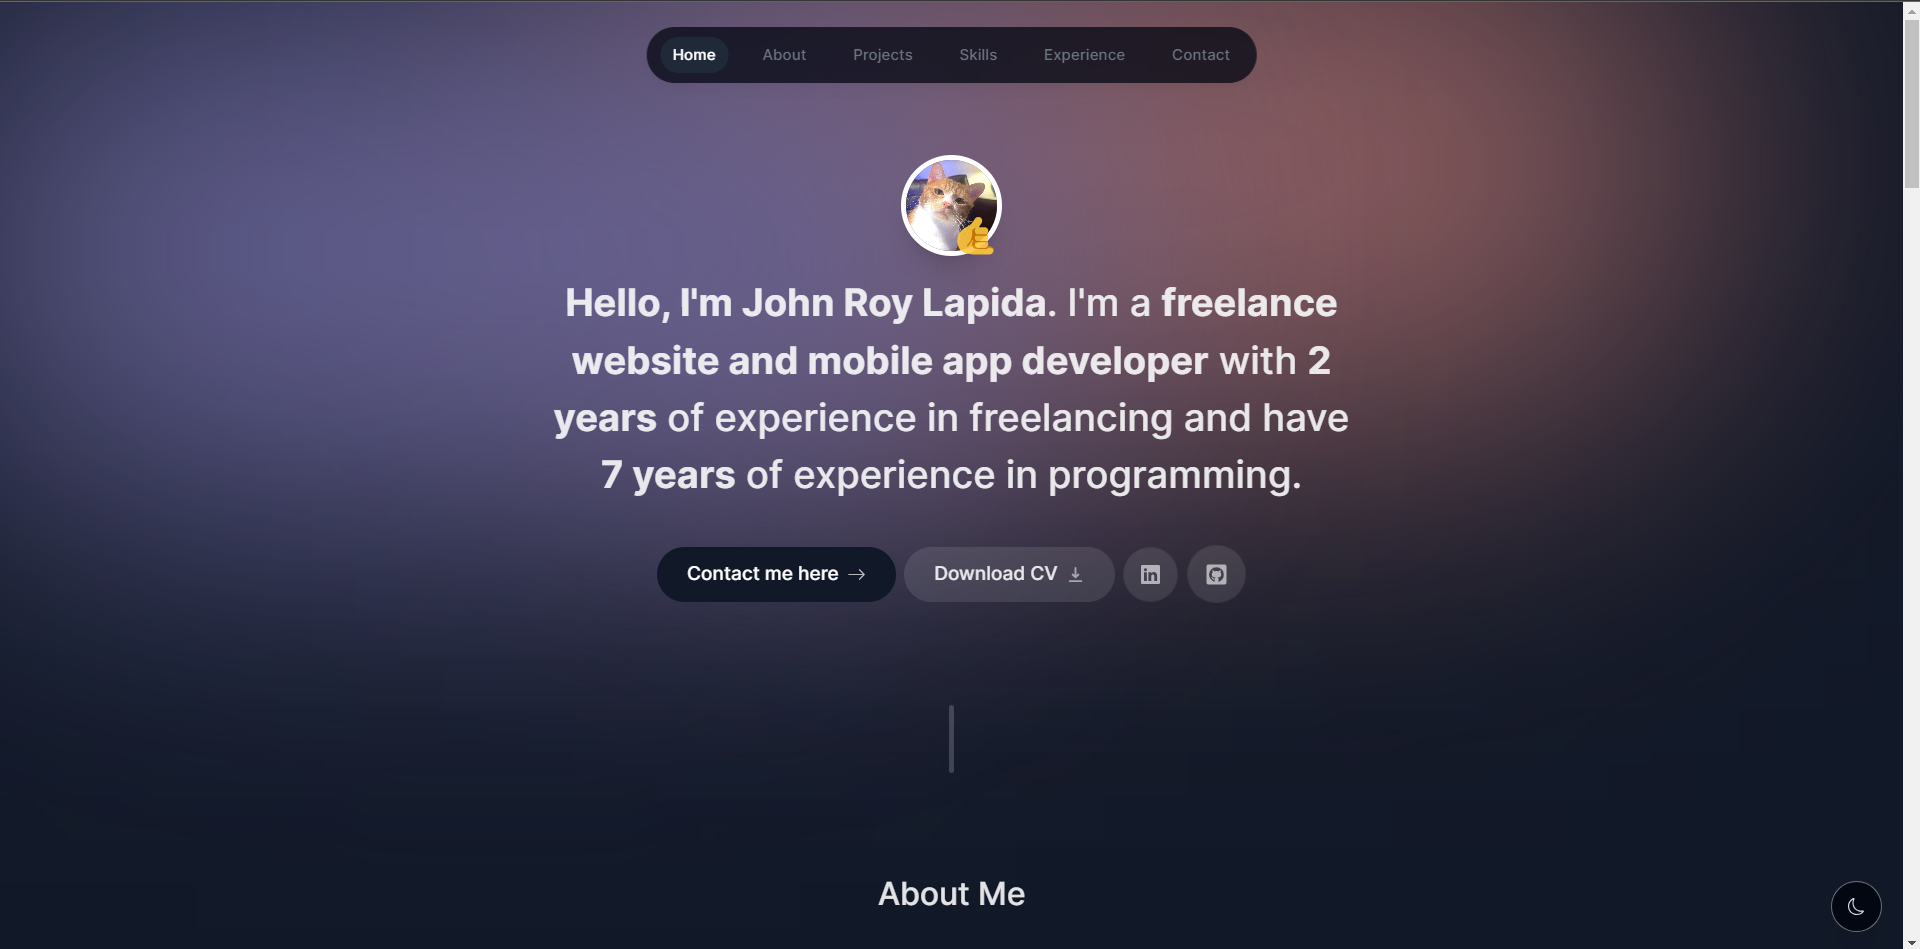 Home About Projects Skills Experience Contact
Hello, I'm John Roy Lapida. I'm a freelance
website and mobile app developer with 2
years of experience in freelancing and have
7 years of experience in programming.
Contact me here Download CV
About Me